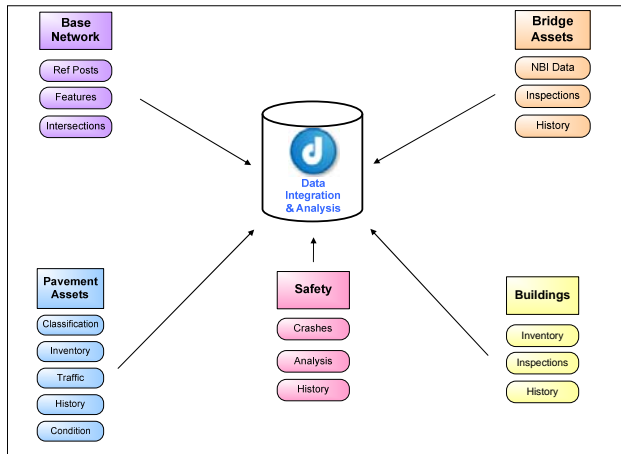 Base
Network
Ref Posts
Features
Intersections
Bridge
Assets
NBI Data
Inspections
History
d
Data
Integration
& Analysis
Pavement
Assets
Classification
Inventory
Traffic
History
Condition
Safety
Crashes
Analysis
History
Buildings
Inventory
Inspections
History